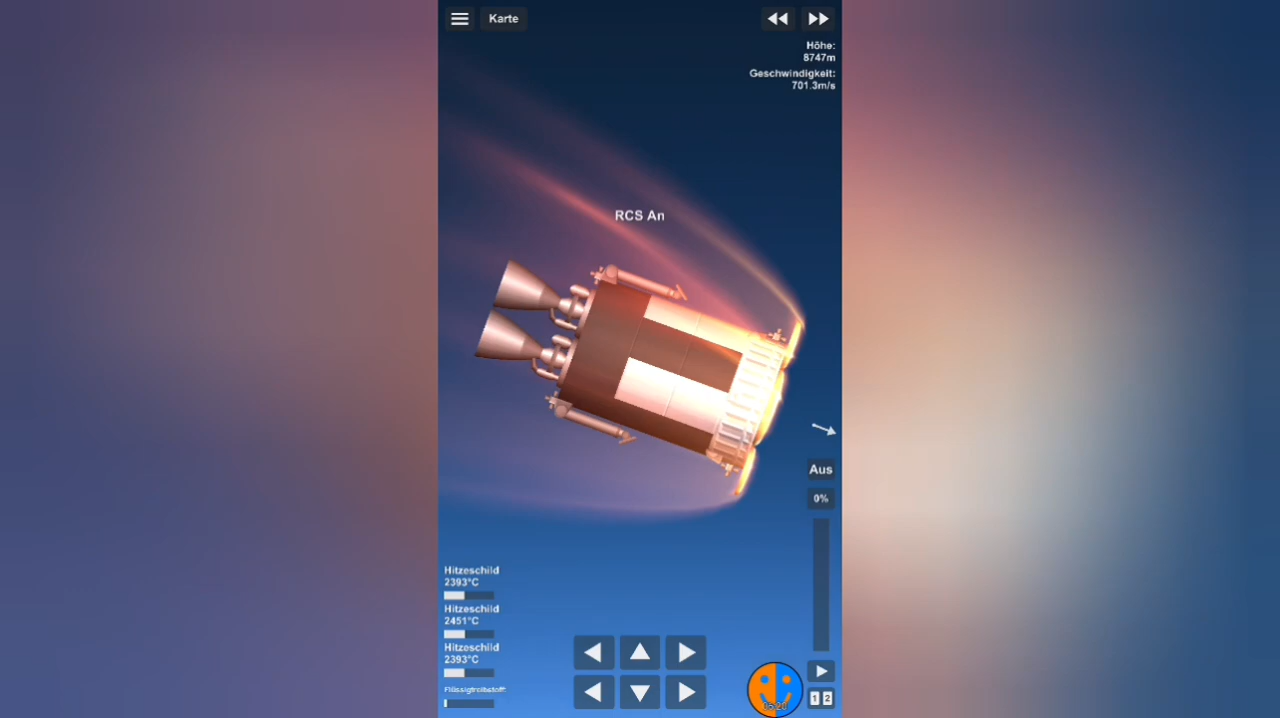 Karte
Höhe:
8747m
Geschwindigkeit:
701.3m/s
RCS An
Aus
0%
Hitzeschild
2393°C
Hitzeschild
2451°C
Hitzeschild
2393°C
Flüssigtreibstoff:
1 2